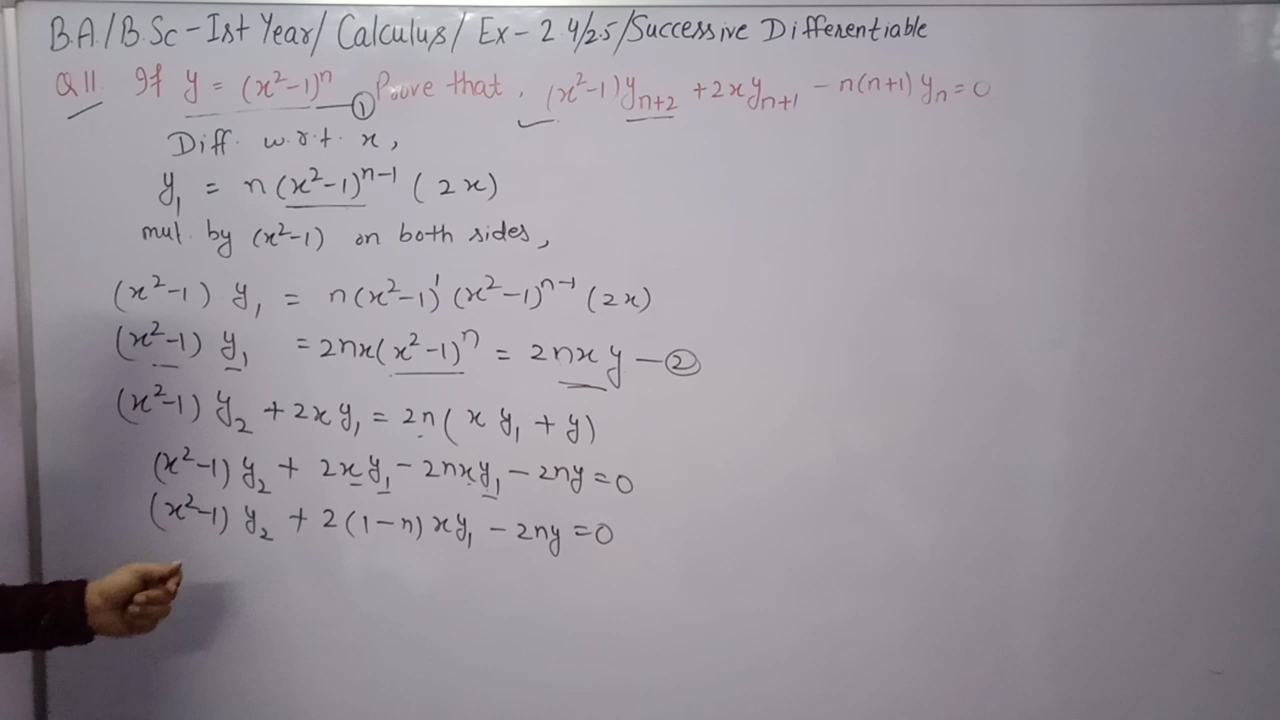 B.A./B.Sc - Ist Year/ Calculus/ Ex - 2.4/2.5/Successive Differentiable
Q11. If y = (x²-1)ⁿ —① Prove that, (x²-1)yₙ₊₂ + 2xyₙ₊₁ - n(n+1)yₙ = 0
Diff. w.r.t. x,
y₁ = n(x²-1)ⁿ⁻¹ (2x)
mul. by (x²-1) on both sides,
(x²-1) y₁ = n(x²-1)¹ (x²-1)ⁿ⁻¹ (2x)
(x²-1) y₁ = 2nx(x²-1)ⁿ = 2nxy —②
(x²-1) y₂ + 2xy₁ = 2n(xy₁ + y)
(x²-1)y₂ + 2xy₁ - 2nxy₁ - 2ny = 0
(x²-1) y₂ + 2(1-n)xy₁ - 2ny = 0